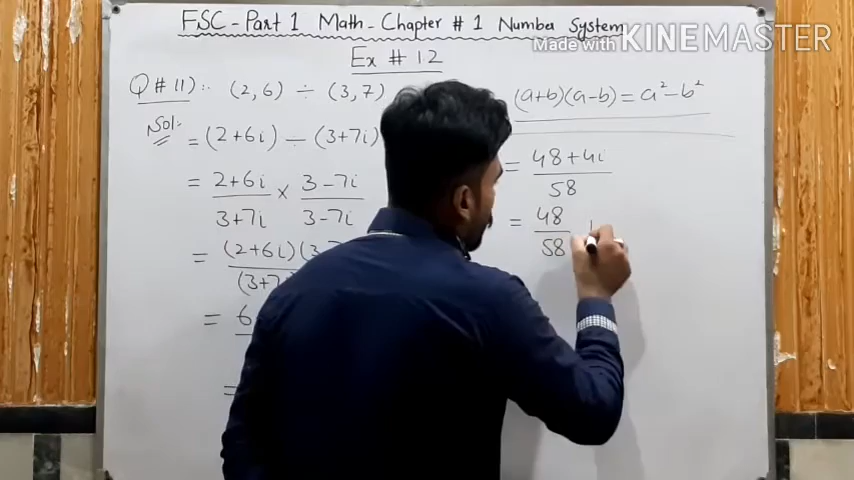 FSC-Part 1 Math-Chapter # 1 Number System
Made with KINEMASTER
Ex # 12
Q # 11):- (2,6) ÷ (3,7)
(a+b)(a-b) = a²-b²
Sol:
= (2+6i) ÷ (3+7i)
= 2+6i / 3+7i × 3-7i / 3-7i
= (2+6i)(3-7
(3+7i
= 6
=
= 48+4i / 58
= 48 / 58